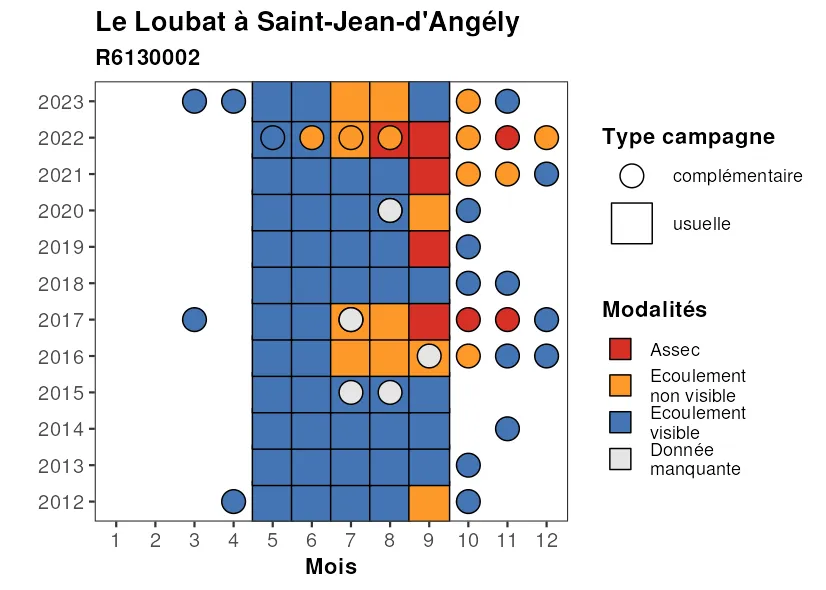 Le Loubat à Saint-Jean-d'Angély
R6130002
2023
2022
2021
2020
2019
2018
2017
2016
2015
2014
2013
2012
1 2 3 4 5 6 7 8 9 10 11 12
Mois
Type campagne
complémentaire
usuelle
Modalités
Assec
Ecoulement
non visible
Ecoulement
visible
Donnée
manquante